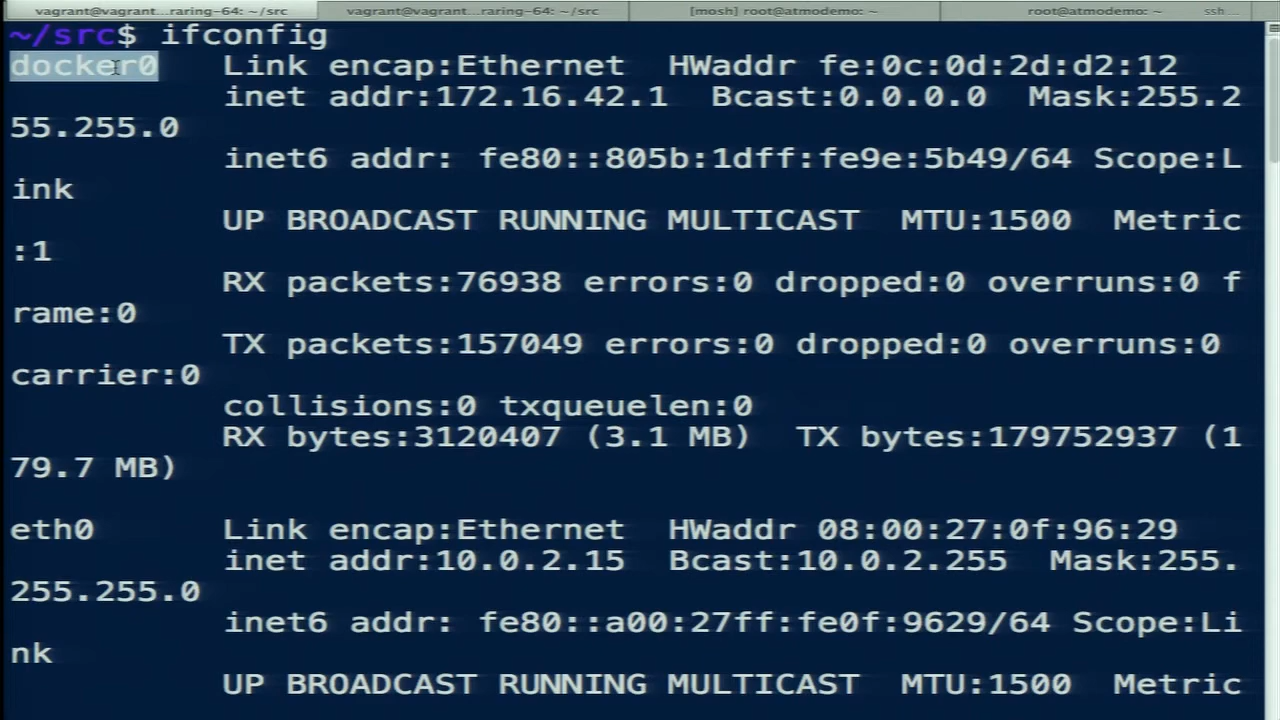 vagrant@vagrant...raring-64: ~/src
vagrant@vagrant...raring-64: ~/src
[mosh] root@atmodemo: ~
root@atmodemo: ~
ssh ...
~/src$ ifconfig
docker0   Link encap:Ethernet  HWaddr fe:0c:0d:2d:d2:12
inet addr:172.16.42.1  Bcast:0.0.0.0  Mask:255.2
55.255.0
inet6 addr: fe80::805b:1dff:fe9e:5b49/64 Scope:L
ink
UP BROADCAST RUNNING MULTICAST  MTU:1500  Metric
:1
RX packets:76938 errors:0 dropped:0 overruns:0 f
rame:0
TX packets:157049 errors:0 dropped:0 overruns:0
carrier:0
collisions:0 txqueuelen:0
RX bytes:3120407 (3.1 MB)  TX bytes:179752937 (1
79.7 MB)
eth0      Link encap:Ethernet  HWaddr 08:00:27:0f:96:29
inet addr:10.0.2.15  Bcast:10.0.2.255  Mask:255.
255.255.0
inet6 addr: fe80::a00:27ff:fe0f:9629/64 Scope:Li
nk
UP BROADCAST RUNNING MULTICAST  MTU:1500  Metric